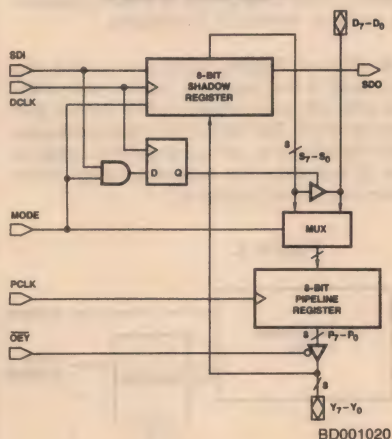 D₇–D₀
SDI
8-BIT
SHADOW
REGISTER
SDO
DCLK
8
S₇–S₀
D Q
MODE
MUX
PCLK
8-BIT
PIPELINE
REGISTER
8 P₇–P₀
OEY
8
Y₇–Y₀
BD001020